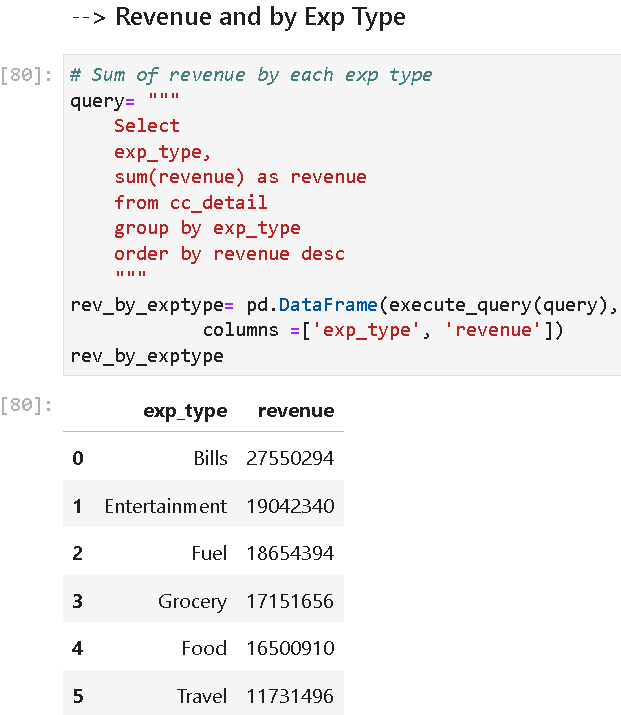 --> Revenue and by Exp Type
[80]: # Sum of revenue by each exp type
query= """
Select
exp_type,
sum(revenue) as revenue
from cc_detail
group by exp_type
order by revenue desc
"""
rev_by_exptype= pd.DataFrame(execute_query(query),
columns =['exp_type', 'revenue'])
rev_by_exptype
[80]:
exp_type revenue
0 Bills 27550294
1 Entertainment 19042340
2 Fuel 18654394
3 Grocery 17151656
4 Food 16500910
5 Travel 11731496